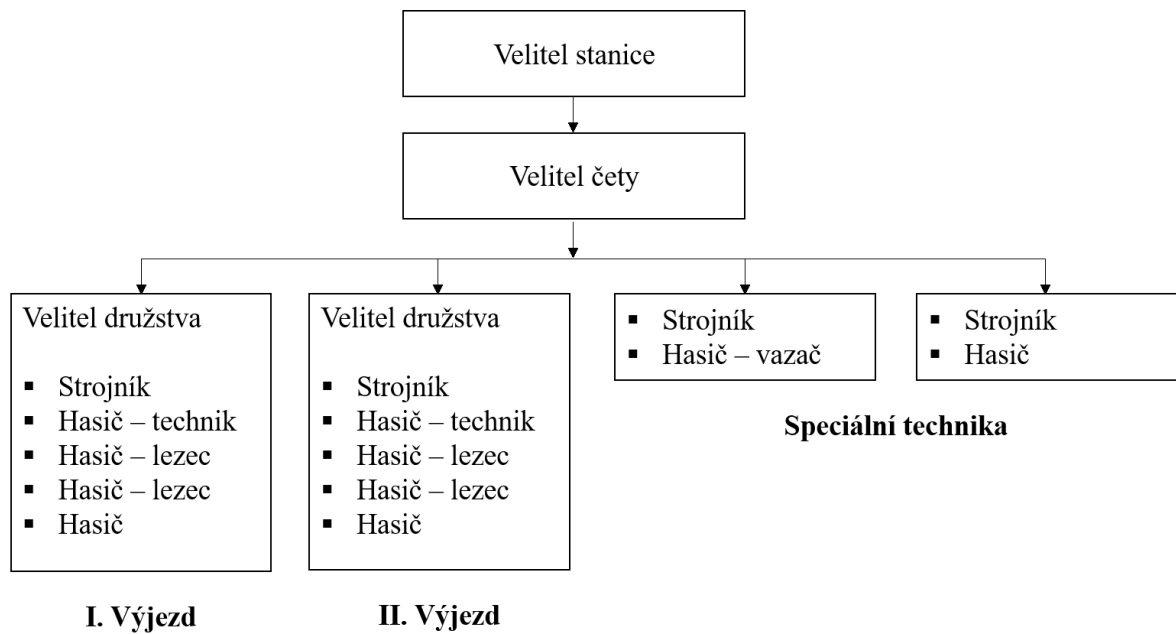 Velitel stanice
Velitel čety
Velitel družstva
▪ Strojník
▪ Hasič – technik
▪ Hasič – lezec
▪ Hasič – lezec
▪ Hasič
I. Výjezd
Velitel družstva
▪ Strojník
▪ Hasič – technik
▪ Hasič – lezec
▪ Hasič – lezec
▪ Hasič
II. Výjezd
▪ Strojník
▪ Hasič – vazač
▪ Strojník
▪ Hasič
Speciální technika